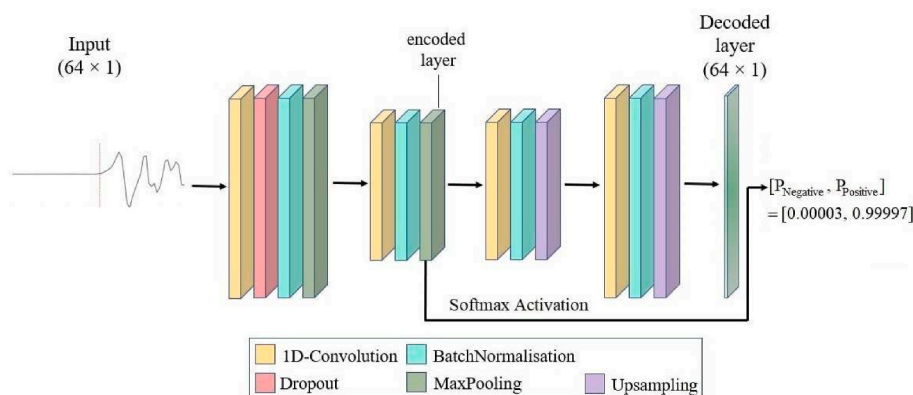 Input
(64 × 1)
encoded
layer
Decoded
layer
(64 × 1)
[P_Negative , P_Positive]
= [0.00003, 0.99997]
Softmax Activation
1D-Convolution
BatchNormalisation
Dropout
MaxPooling
Upsampling